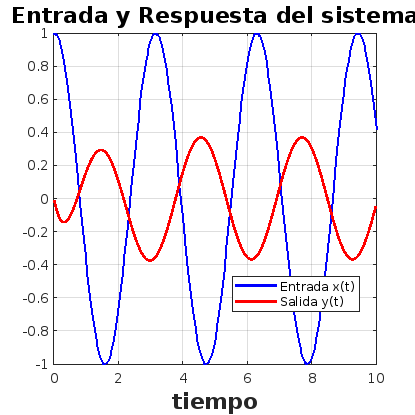 Entrada y Respuesta del sistema
1
0.8
0.6
0.4
0.2
0
-0.2
-0.4
-0.6
-0.8
-1
Entrada x(t)
Salida y(t)
0 2 4 6 8 10
tiempo